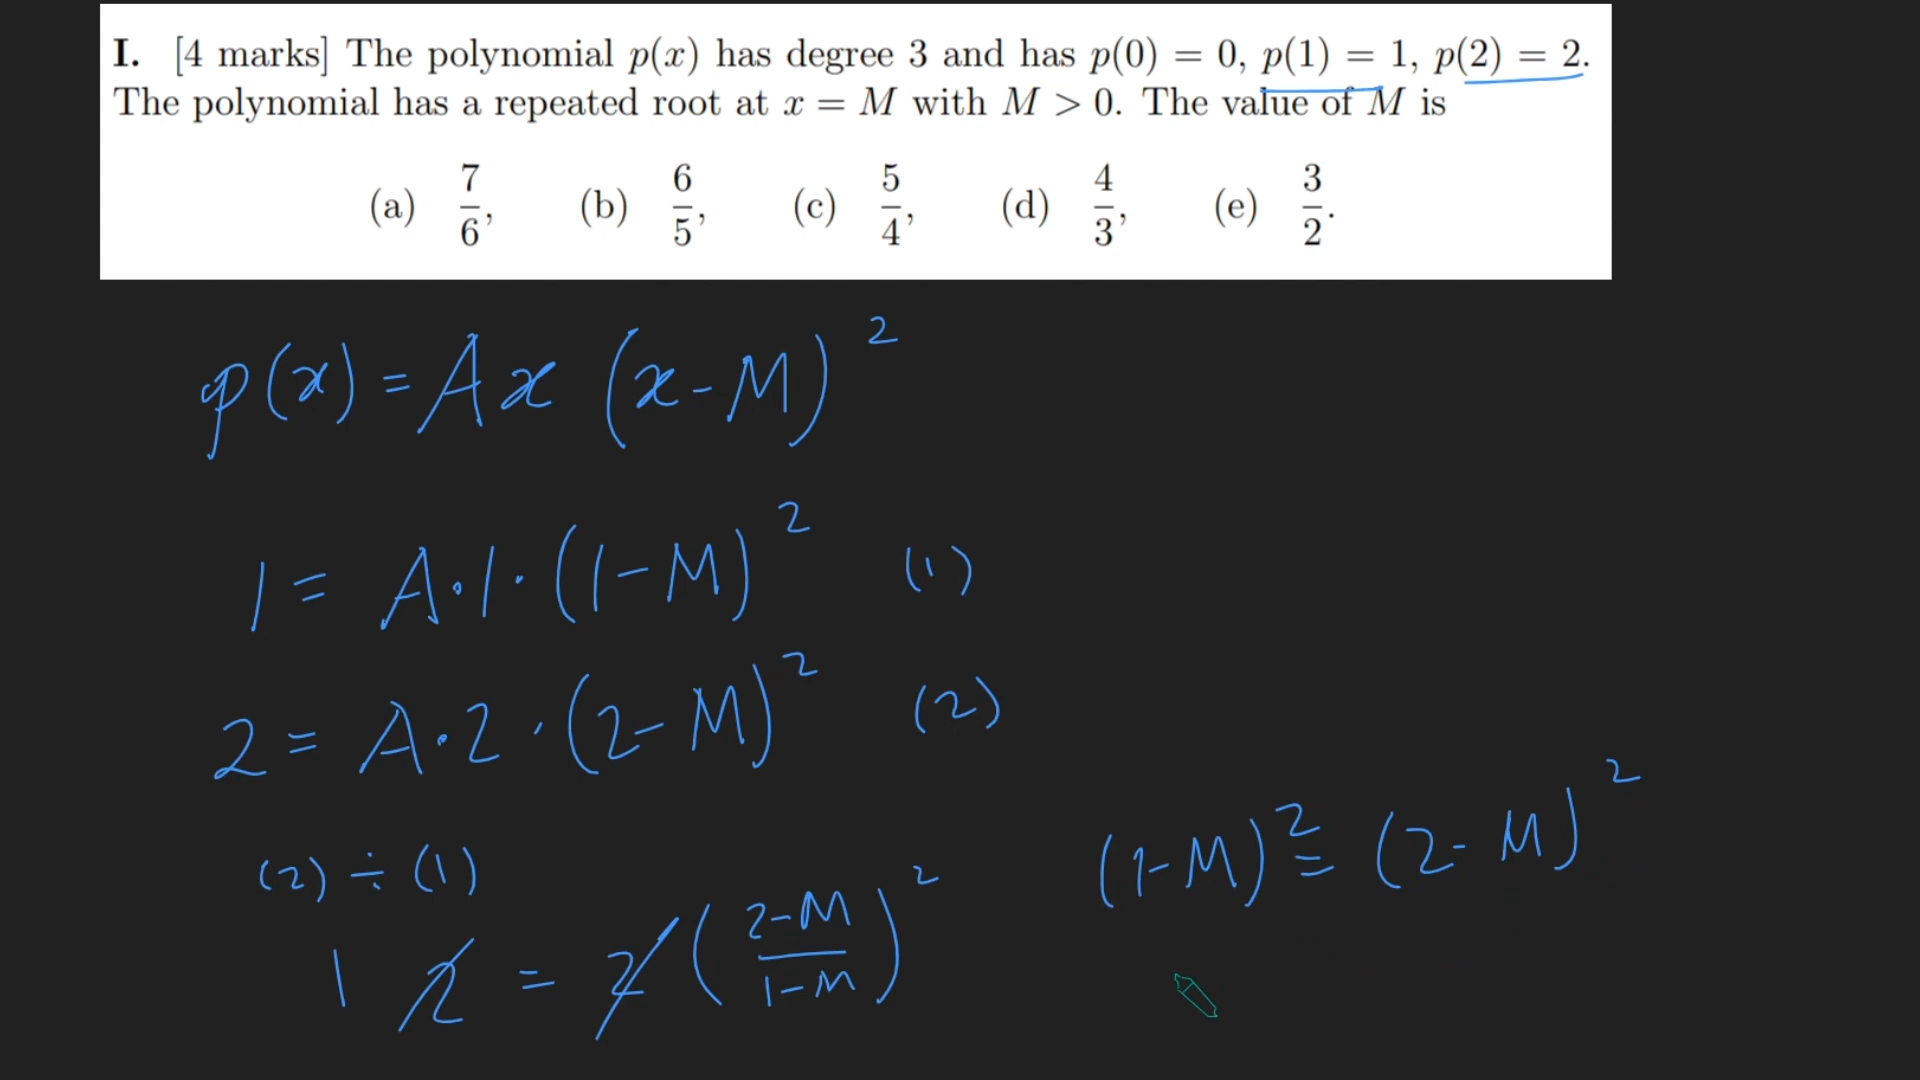 I. [4 marks] The polynomial p(x) has degree 3 and has p(0) = 0, p(1) = 1, p(2) = 2.
The polynomial has a repeated root at x = M with M > 0. The value of M is
(a) 7/6, (b) 6/5, (c) 5/4, (d) 4/3, (e) 3/2.
p(x) = Ax (x-M)²
1 = A·1·(1-M)² (1)
2 = A·2·(2-M)² (2)
(2) ÷ (1)
1 2 = 2 ((2-M)/(1-M))²
(1-M)² = (2-M)²